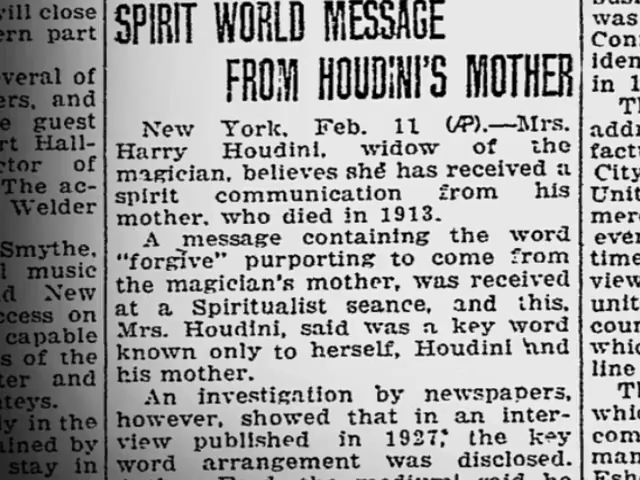 will close
ern part
everal of
ers, and
e guest
rt Hall-
ctor of
The ac-
Welder
Smythe,
l music
d New
ccess on
capable
s of the
ter and
nteys.
ly in the
ained by
stay in
SPIRIT WORLD MESSAGE
FROM HOUDINI'S MOTHER
New York, Feb. 11 (AP).—Mrs.
Harry Houdini, widow of the
magician, believes she has received a
spirit communication from his
mother, who died in 1913.
A message containing the word
"forgive" purporting to come from
the magician's mother, was received
at a Spiritualist seance, and this,
Mrs. Houdini, said was a key word
known only to herself, Houdini and
his mother.
An investigation by newspapers,
however, showed that in an inter-
view published in 1927, the key
word arrangement was disclosed.
was
Con
iden
in 1
Th
addr
factu
City
Unit
mer
ever
time
view
unit
cour
whic
line
Th
whic
com
man